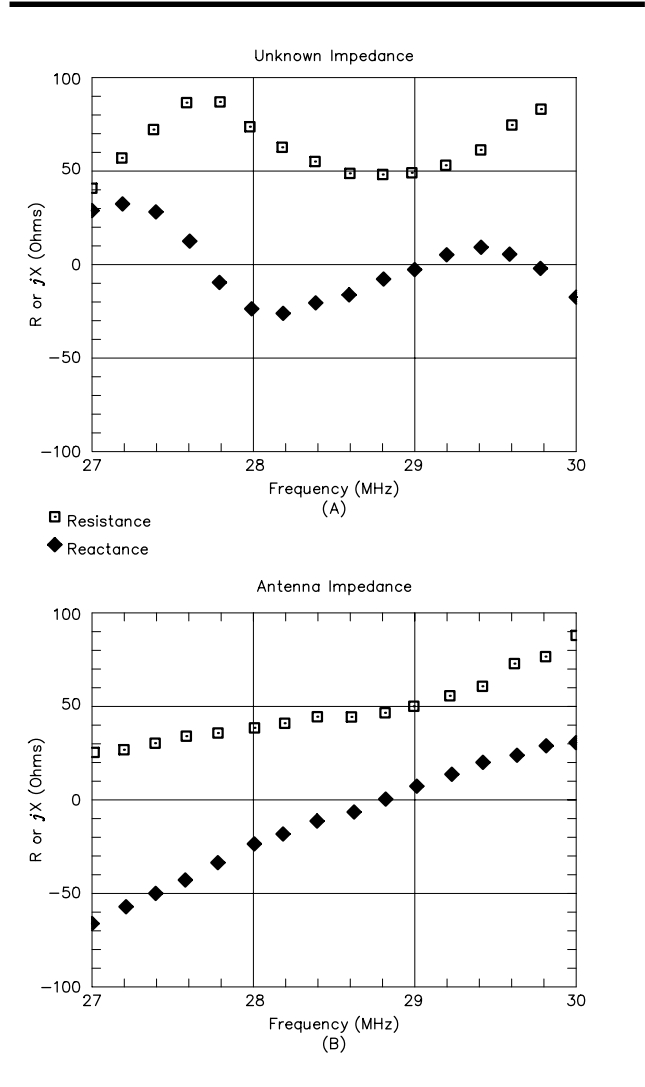 Unknown Impedance
100
50
0
−50
−100
R or jX (Ohms)
27 28 29 30
Frequency (MHz)
(A)
Resistance
Reactance
Antenna Impedance
100
50
0
−50
−100
R or jX (Ohms)
27 28 29 30
Frequency (MHz)
(B)